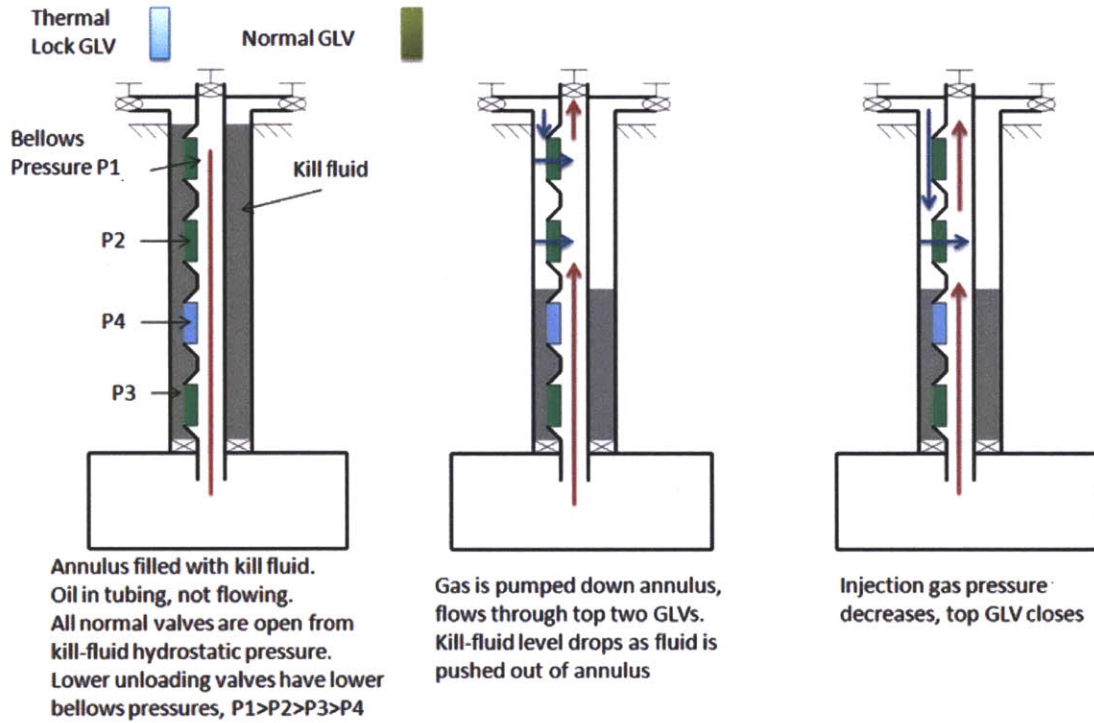 Thermal
Lock GLV
Normal GLV
Bellows
Pressure P1
Kill fluid
P2
P4
P3
Annulus filled with kill fluid.
Oil in tubing, not flowing.
All normal valves are open from
kill-fluid hydrostatic pressure.
Lower unloading valves have lower
bellows pressures, P1>P2>P3>P4
Gas is pumped down annulus,
flows through top two GLVs.
Kill-fluid level drops as fluid is
pushed out of annulus
Injection gas pressure
decreases, top GLV closes